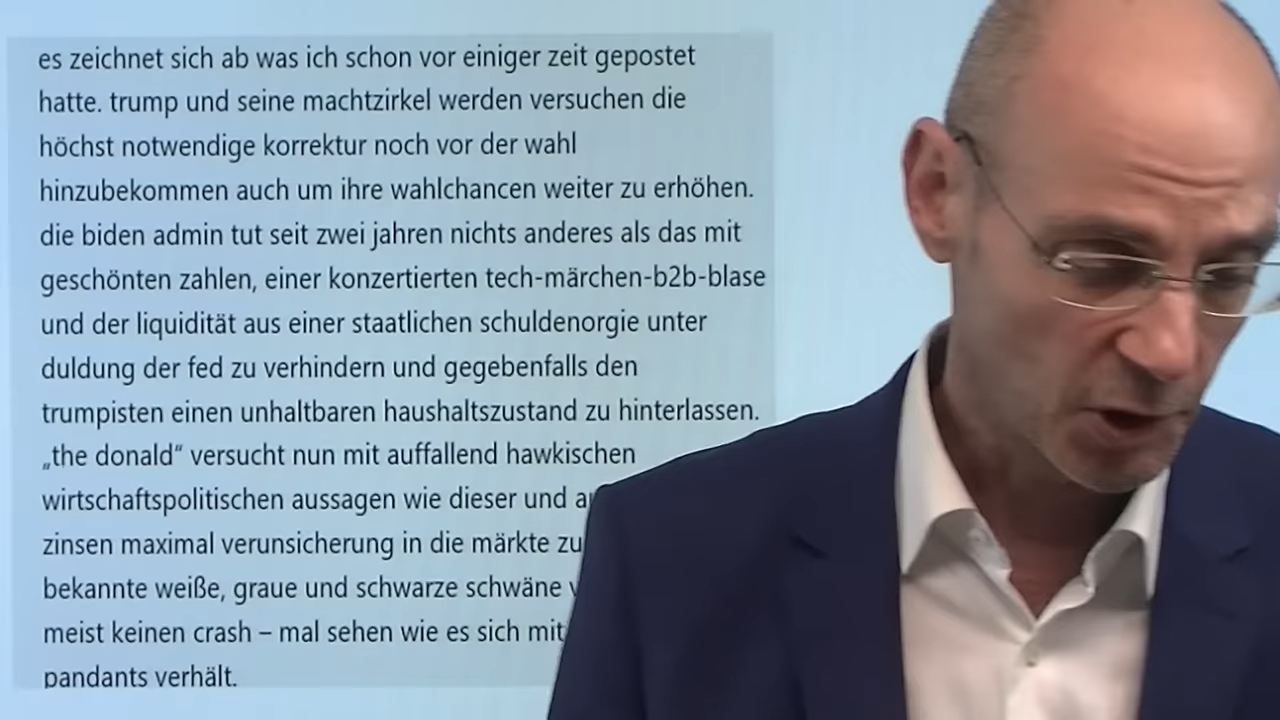 es zeichnet sich ab was ich schon vor einiger zeit gepostet
hatte. trump und seine machtzirkel werden versuchen die
höchst notwendige korrektur noch vor der wahl
hinzubekommen auch um ihre wahlchancen weiter zu erhöhen.
die biden admin tut seit zwei jahren nichts anderes als das mit
geschönten zahlen, einer konzertierten tech-märchen-b2b-blase
und der liquidität aus einer staatlichen schuldenorgie unter
duldung der fed zu verhindern und gegebenfalls den
trumpisten einen unhaltbaren haushaltszustand zu hinterlassen.
„the donald“ versucht nun mit auffallend hawkischen
wirtschaftspolitischen aussagen wie dieser und
zinsen maximal verunsicherung in die märkte zu
bekannte weiße, graue und schwarze schwäne
meist keinen crash – mal sehen wie es sich mit
pandants verhält.